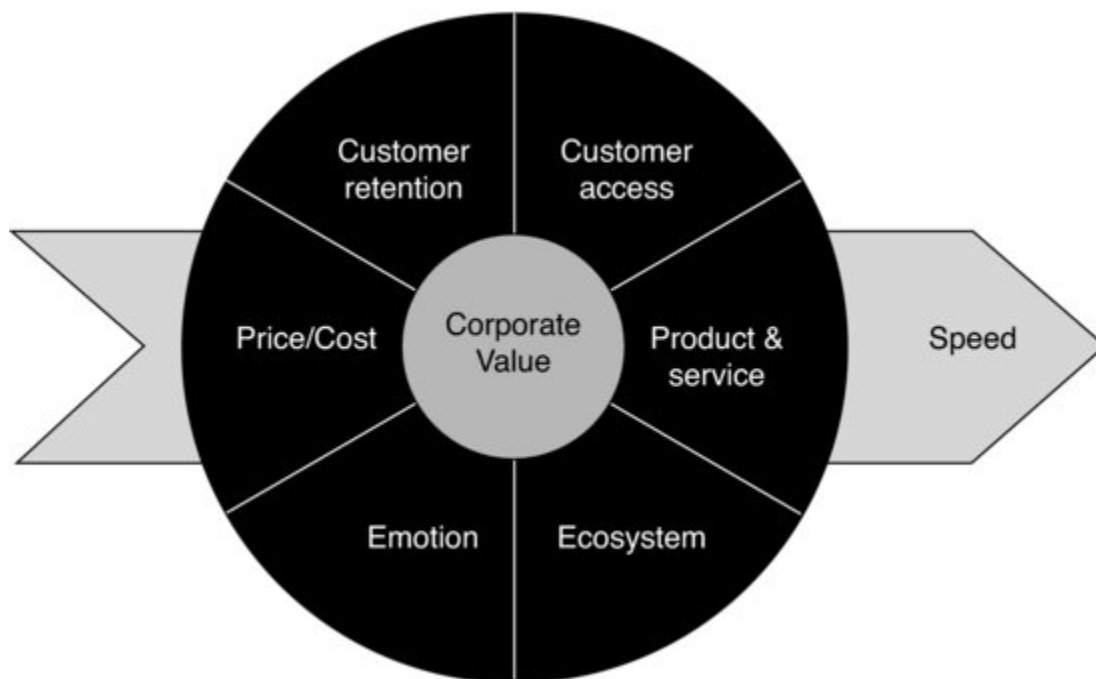 Customer
retention
Customer
access
Price/Cost
Corporate
Value
Product &
service
Speed
Emotion
Ecosystem